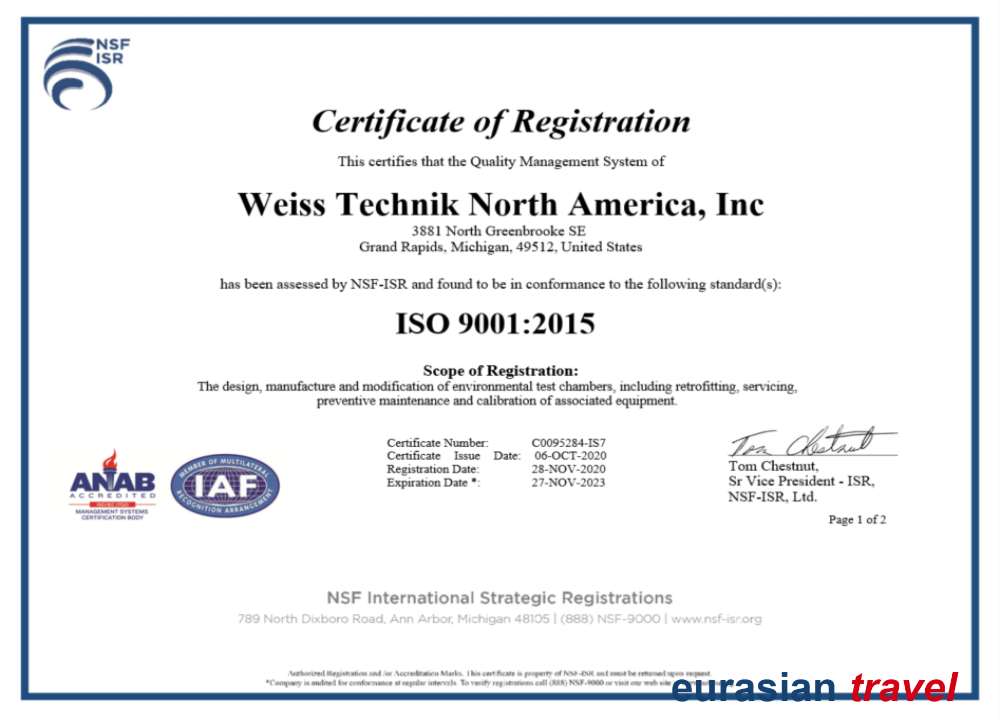 NSF
ISR
Certificate of Registration
This certifies that the Quality Management System of
Weiss Technik North America, Inc
3881 North Greenbrooke SE
Grand Rapids, Michigan, 49512, United States
has been assessed by NSF-ISR and found to be in conformance to the following standard(s):
ISO 9001:2015
Scope of Registration:
The design, manufacture and modification of environmental test chambers, including retrofitting, servicing,
preventive maintenance and calibration of associated equipment.
Certificate Number: C0095284-IS7
Certificate Issue Date: 06-OCT-2020
Registration Date: 28-NOV-2020
Expiration Date *: 27-NOV-2023
Tom Chestnut
Tom Chestnut,
Sr Vice President - ISR,
NSF-ISR, Ltd.
Page 1 of 2
ANAB
ACCREDITED
MANAGEMENT SYSTEMS
CERTIFICATION BODY
MEMBER OF MULTILATERAL
IAF
RECOGNITION ARRANGEMENT
NSF International Strategic Registrations
789 North Dixboro Road, Ann Arbor, Michigan 48105 | (888) NSF-9000 | www.nsf-isr.org
Authorized Registration and /or Accreditation Marks. This certificate is property of NSF-ISR and must be returned upon request.
*Company is audited for conformance at regular intervals. To verify registrations call (888) NSF-9000 or visit our web site
eurasian travel